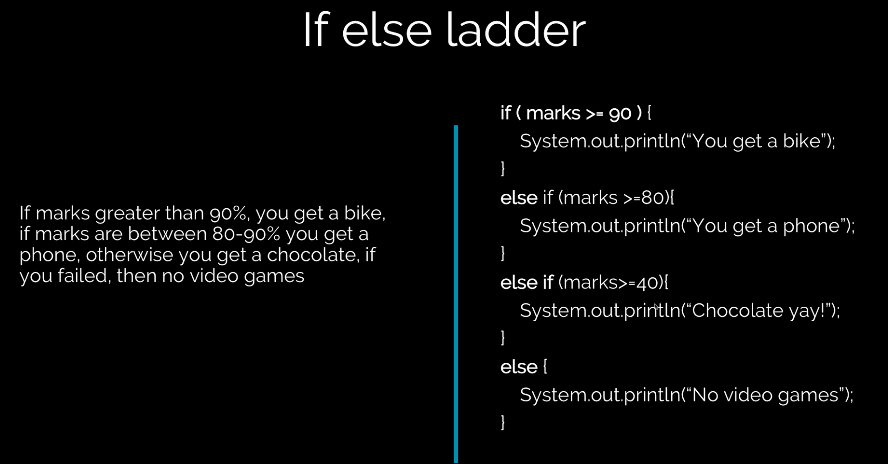 If else ladder
If marks greater than 90%, you get a bike,
if marks are between 80-90% you get a
phone, otherwise you get a chocolate, if
you failed, then no video games
if ( marks >= 90 ) {
System.out.println(“You get a bike”);
}
else if (marks >=80){
System.out.println(“You get a phone”);
}
else if (marks>=40){
System.out.println(“Chocolate yay!”);
}
else {
System.out.println(“No video games”);
}